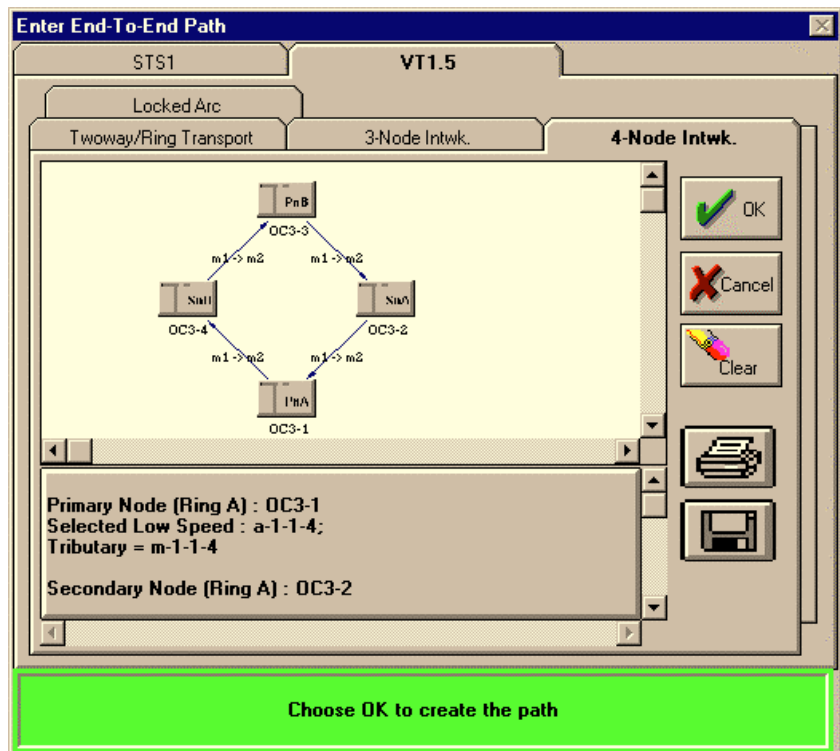 Enter End-To-End Path
STS1
VT1.5
Locked Arc
Twoway/Ring Transport
3-Node Intwk.
4-Node Intwk.
PnB
OC3-3
m1 -> m2
m1 -> m2
SnB
SnA
OC3-4
OC3-2
m1 -> m2
m1 -> m2
PnA
OC3-1
OK
Cancel
Clear
Primary Node (Ring A) : OC3-1
Selected Low Speed : a-1-1-4;
Tributary = m-1-1-4
Secondary Node (Ring A) : OC3-2
Choose OK to create the path